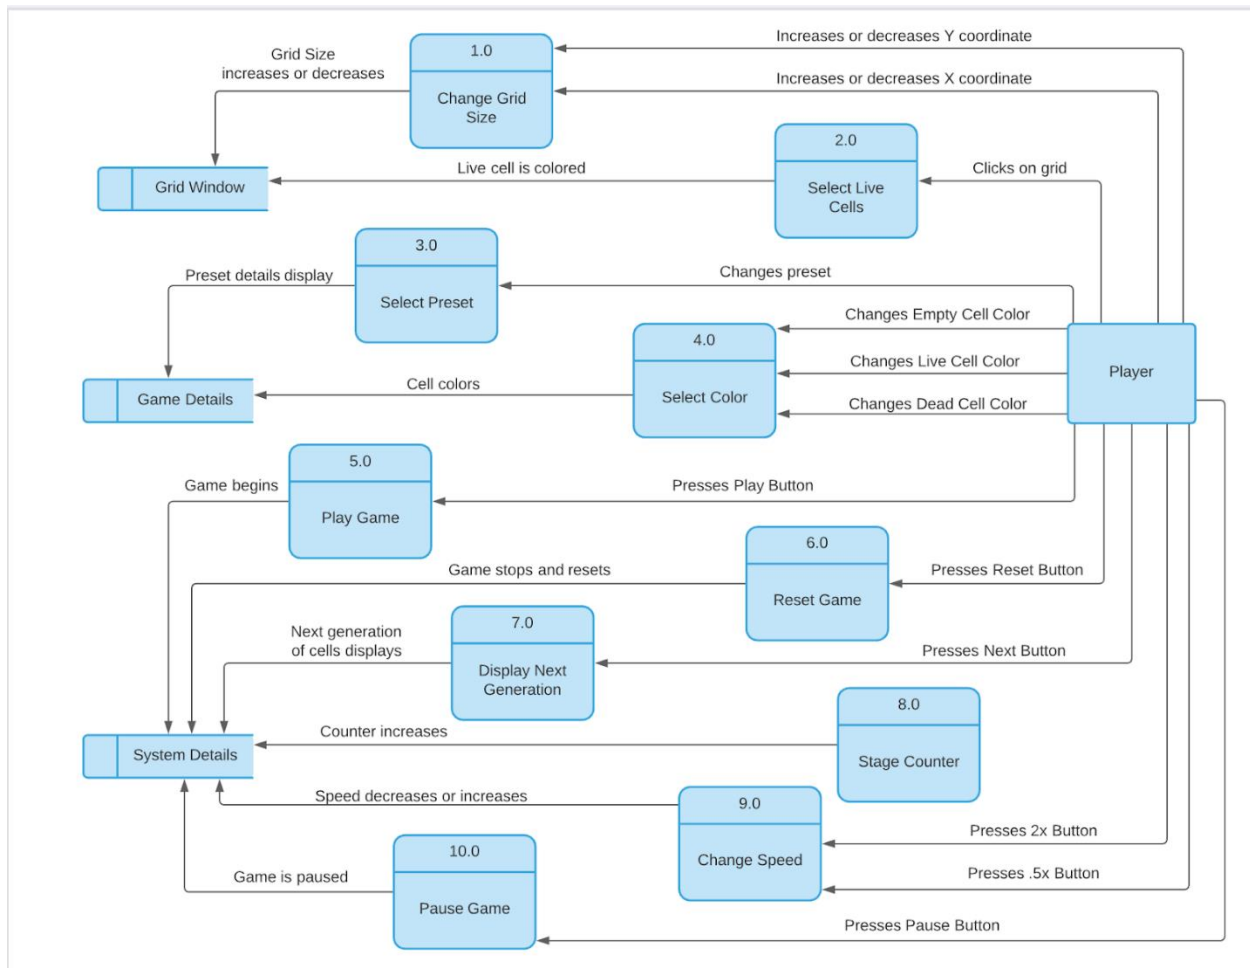 1.0
Increases or decreases Y coordinate
Grid Size
increases or decreases
Increases or decreases X coordinate
Change Grid
Size
2.0
Live cell is colored
Clicks on grid
Grid Window
Select Live
Cells
3.0
Preset details display
Changes preset
Select Preset
Changes Empty Cell Color
4.0
Changes Live Cell Color
Player
Cell colors
Game Details
Select Color
Changes Dead Cell Color
5.0
Game begins
Presses Play Button
Play Game
6.0
Game stops and resets
Presses Reset Button
Reset Game
7.0
Next generation
of cells displays
Presses Next Button
Display Next
Generation
8.0
Counter increases
System Details
Stage Counter
Speed decreases or increases
9.0
Presses 2x Button
Change Speed
10.0
Presses .5x Button
Game is paused
Pause Game
Presses Pause Button